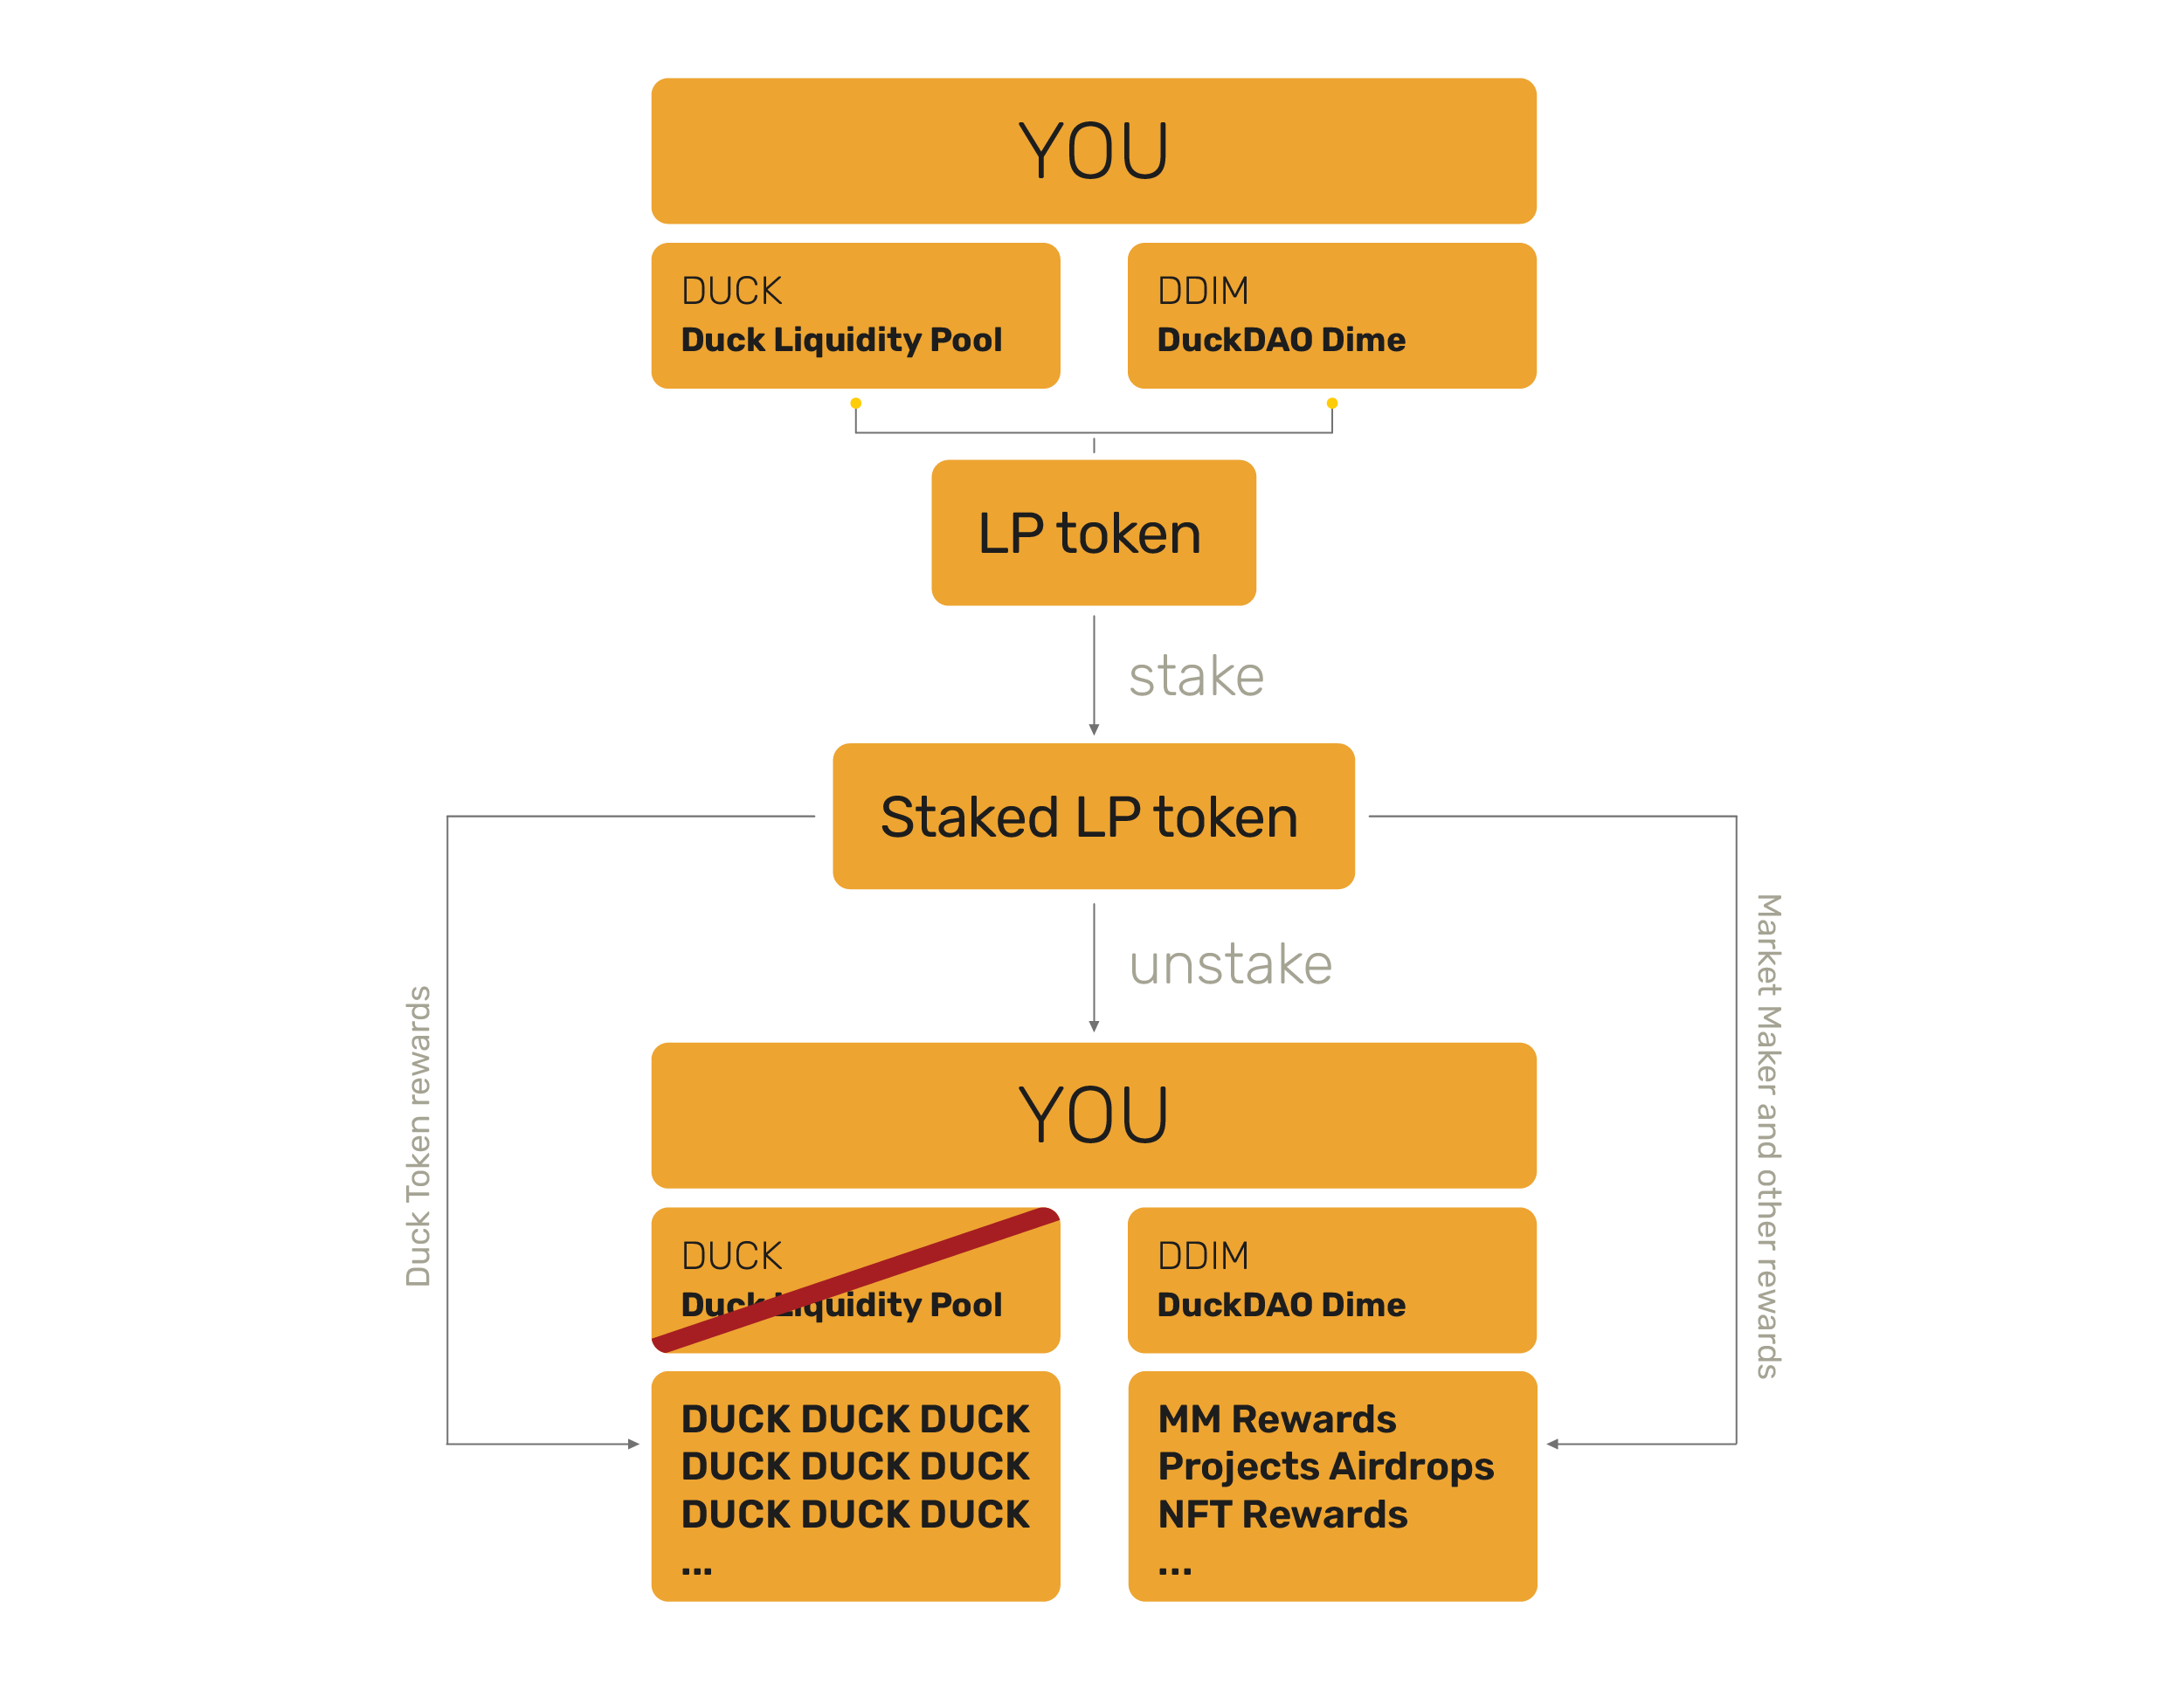 YOU
DUCK
Duck Liquidity Pool
DDIM
DuckDAO Dime
LP token
stake
Staked LP token
unstake
Duck Token rewards
Market Maker and other rewards
YOU
DUCK
Duck Liquidity Pool
DDIM
DuckDAO Dime
DUCK DUCK DUCK
DUCK DUCK DUCK
DUCK DUCK DUCK
...
MM Rewards
Projects Airdrops
NFT Rewards
...